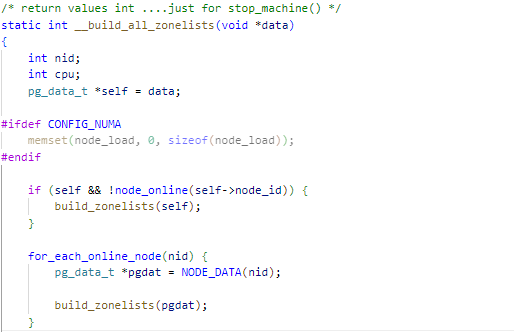 /* return values int ....just for stop_machine() */
static int __build_all_zonelists(void *data)
{
    int nid;
    int cpu;
    pg_data_t *self = data;

#ifdef CONFIG_NUMA
    memset(node_load, 0, sizeof(node_load));
#endif

    if (self && !node_online(self->node_id)) {
        build_zonelists(self);
    }

    for_each_online_node(nid) {
        pg_data_t *pgdat = NODE_DATA(nid);

        build_zonelists(pgdat);
    }